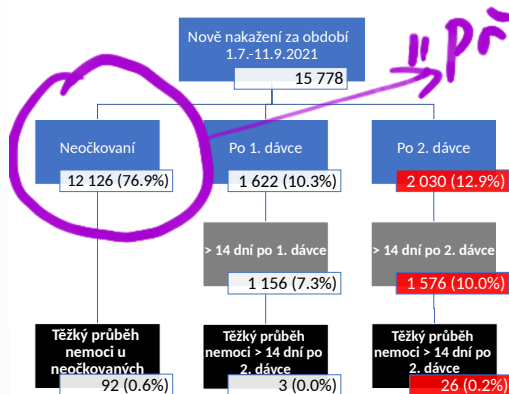 Nově nakažení za období
1.7.-11.9.2021
15 778
" Př
Neočkovaní
12 126 (76.9%)
Po 1. dávce
1 622 (10.3%)
Po 2. dávce
2 030 (12.9%)
> 14 dní po 1. dávce
1 156 (7.3%)
> 14 dní po 2. dávce
1 576 (10.0%)
Těžký průběh
nemoci u
neočkovaných
92 (0.6%)
Těžký průběh
nemoci > 14 dní po
2. dávce
3 (0.0%)
Těžký průběh
nemoci > 14 dní po
2. dávce
26 (0.2%)